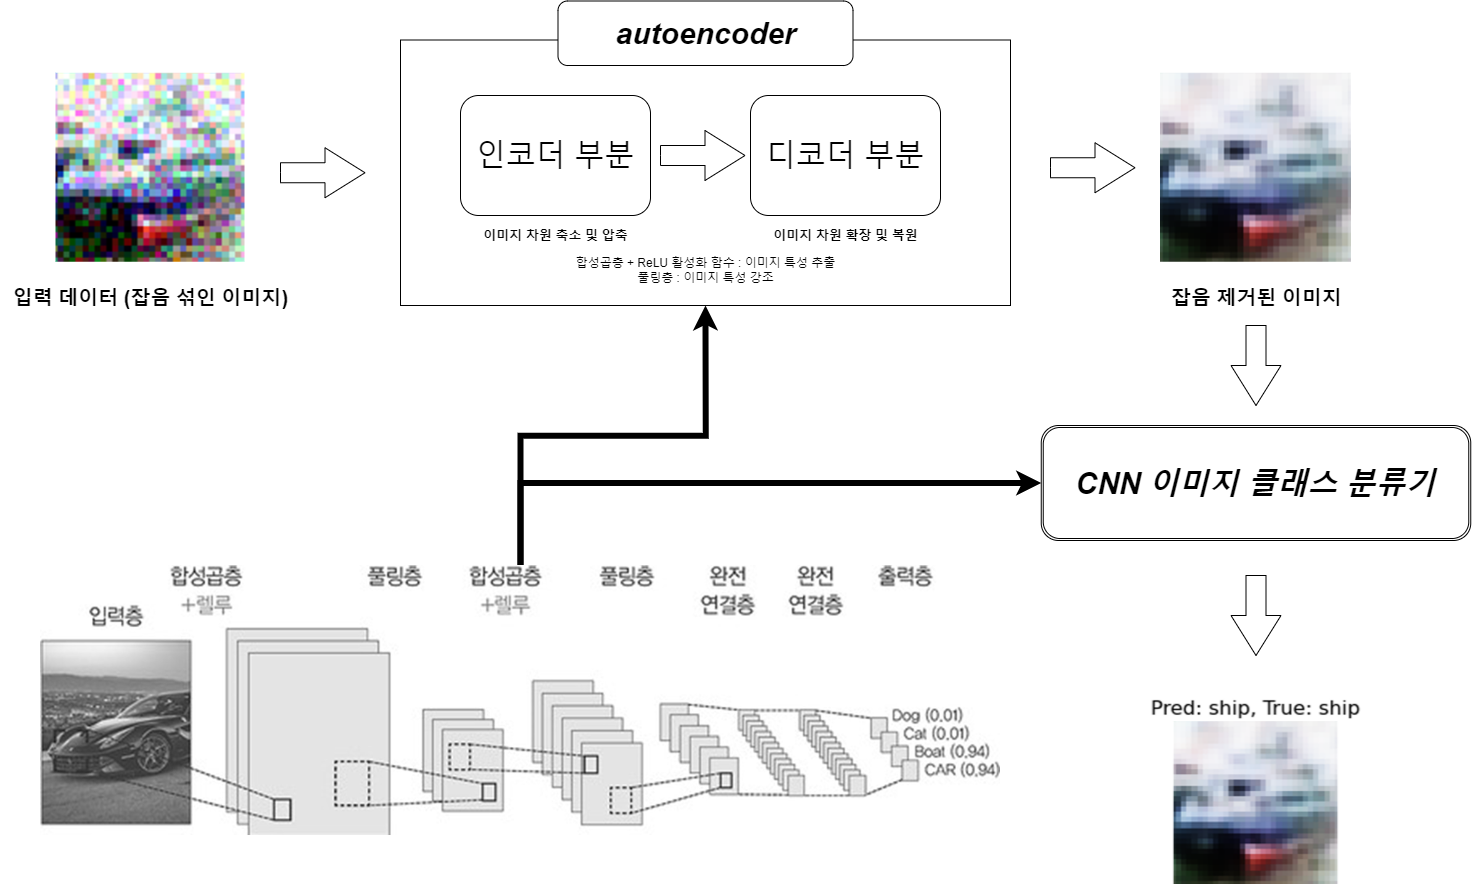 autoencoder
인코더 부분
디코더 부분
이미지 차원 축소 및 압축
이미지 차원 확장 및 복원
합성곱층 + ReLU 활성화 함수 : 이미지 특성 추출
풀링층 : 이미지 특성 강조
입력 데이터 (잡음 섞인 이미지)
잡음 제거된 이미지
CNN 이미지 클래스 분류기
입력층
합성곱층
+렐루
풀링층
합성곱층
+렐루
풀링층
완전
연결층
완전
연결층
출력층
Dog (0.01)
Cat (0.01)
Boat (0.94)
CAR (0.94)
Pred: ship, True: ship